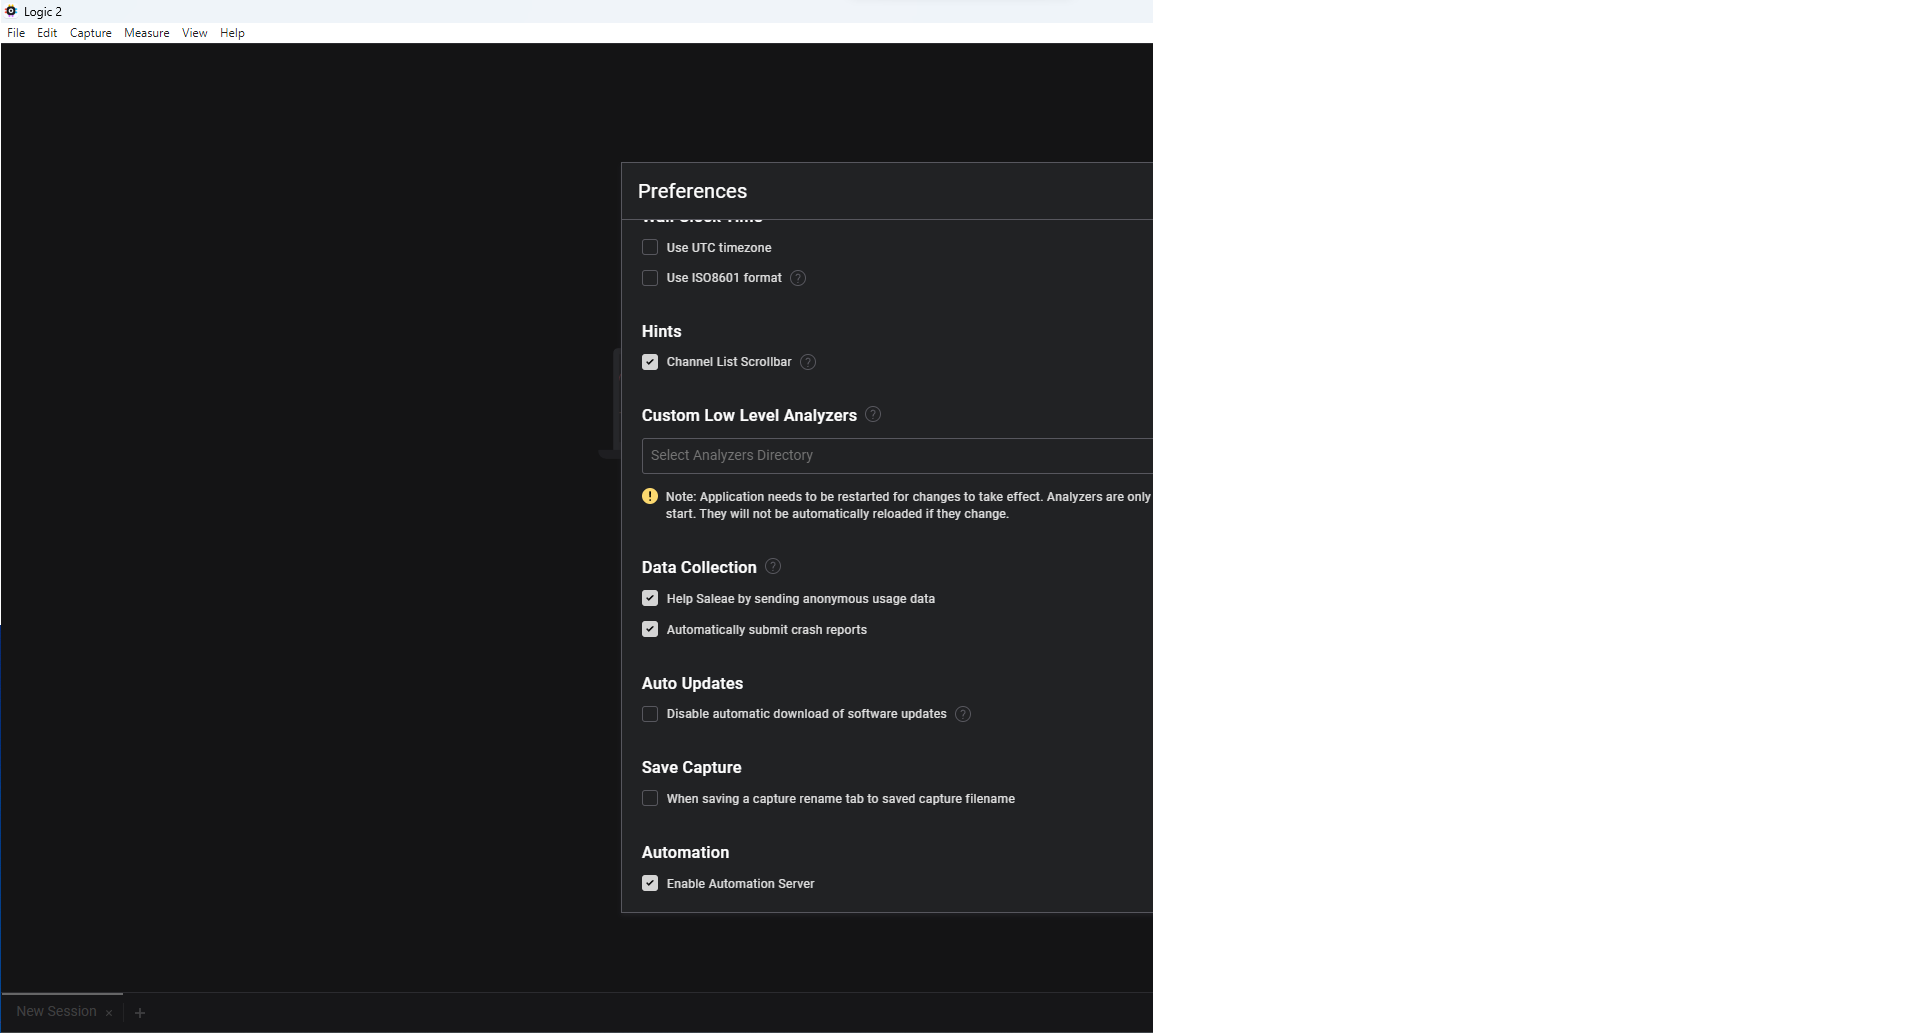 Logic 2
File Edit Capture Measure View Help
Preferences
Wall Clock Time
Use UTC timezone
Use ISO8601 format ?
Hints
Channel List Scrollbar ?
Custom Low Level Analyzers ?
Select Analyzers Directory
Note: Application needs to be restarted for changes to take effect. Analyzers are only
start. They will not be automatically reloaded if they change.
Data Collection ?
Help Saleae by sending anonymous usage data
Automatically submit crash reports
Auto Updates
Disable automatic download of software updates ?
Save Capture
When saving a capture rename tab to saved capture filename
Automation
Enable Automation Server
New Session × +